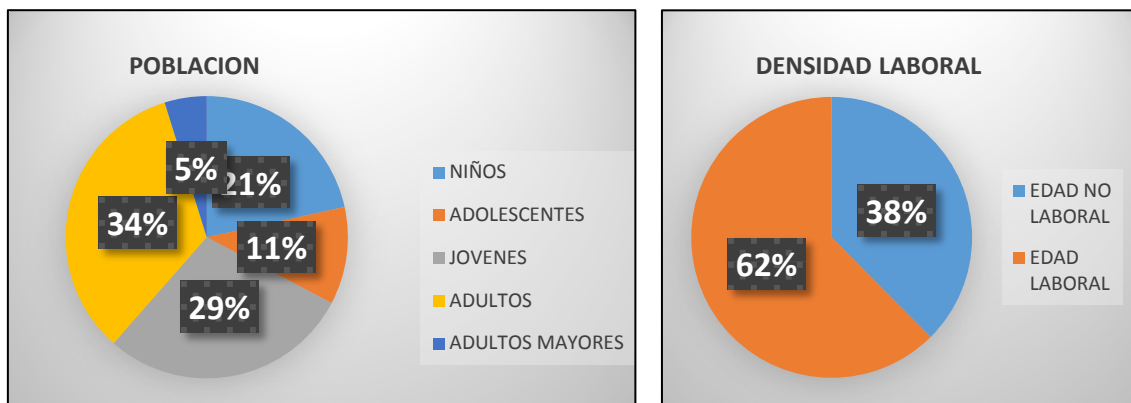 POBLACION
5%
21%
34%
11%
29%
NIÑOS
ADOLESCENTES
JOVENES
ADULTOS
ADULTOS MAYORES
DENSIDAD LABORAL
38%
62%
EDAD NO
LABORAL
EDAD
LABORAL